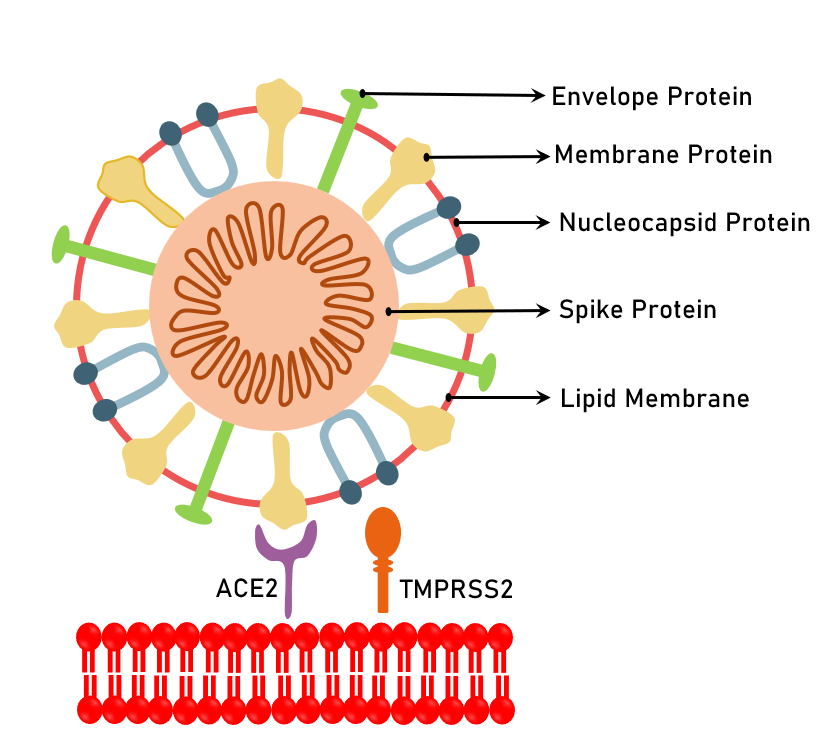 Envelope Protein
Membrane Protein
Nucleocapsid Protein
Spike Protein
Lipid Membrane
ACE2
TMPRSS2